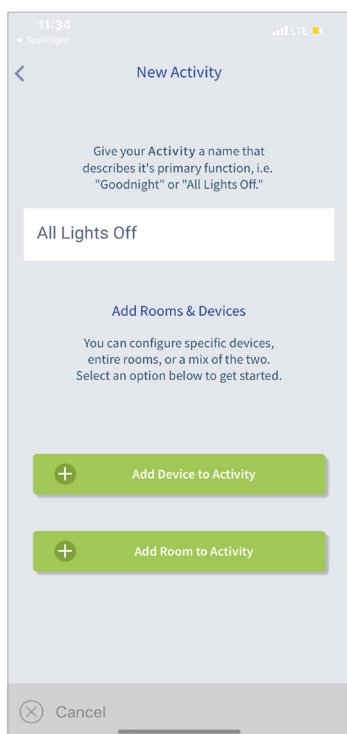 11:34
◀ TestFlight
LTE
New Activity
Give your Activity a name that
describes it's primary function, i.e.
"Goodnight" or "All Lights Off."
All Lights Off
Add Rooms & Devices
You can configure specific devices,
entire rooms, or a mix of the two.
Select an option below to get started.
Add Device to Activity
Add Room to Activity
Cancel